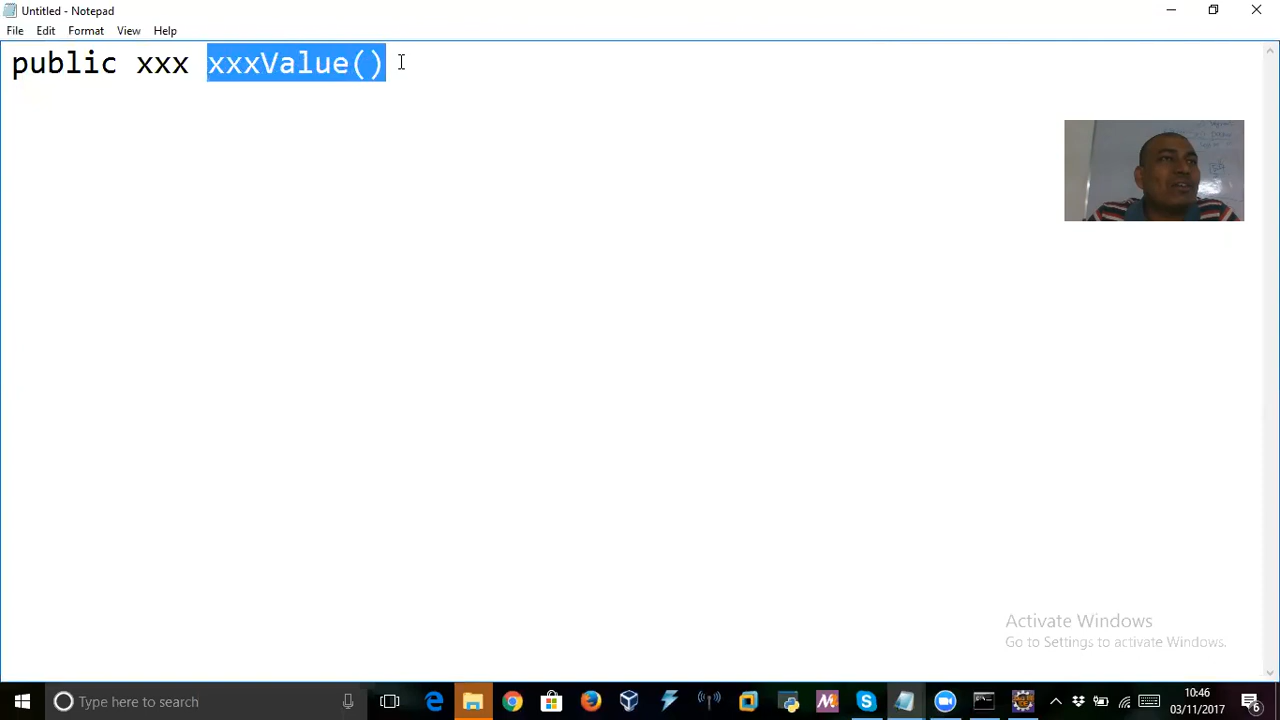 Untitled - Notepad
File Edit Format View Help
public xxx xxxValue()
Activate Windows
Go to Settings to activate Windows.
Type here to search
10:46
03/11/2017
6